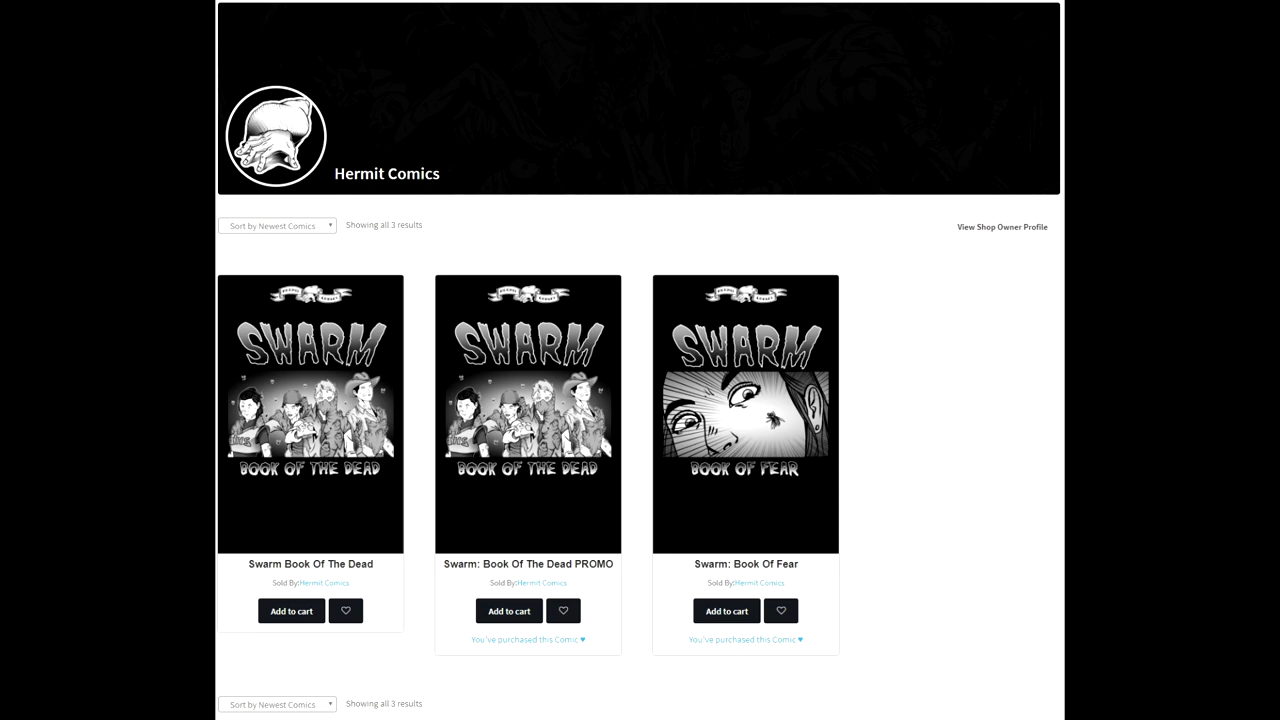 Hermit Comics
Sort by Newest Comics
Showing all 3 results
View Shop Owner Profile
SWARM
BOOK OF THE DEAD
SWARM
BOOK OF THE DEAD
SWARM
BOOK OF FEAR
Swarm Book Of The Dead
Sold By:Hermit Comics
Add to cart
Swarm: Book Of The Dead PROMO
Sold By:Hermit Comics
Add to cart
You've purchased this Comic ♥
Swarm: Book Of Fear
Sold By:Hermit Comics
Add to cart
You've purchased this Comic ♥
Sort by Newest Comics
Showing all 3 results